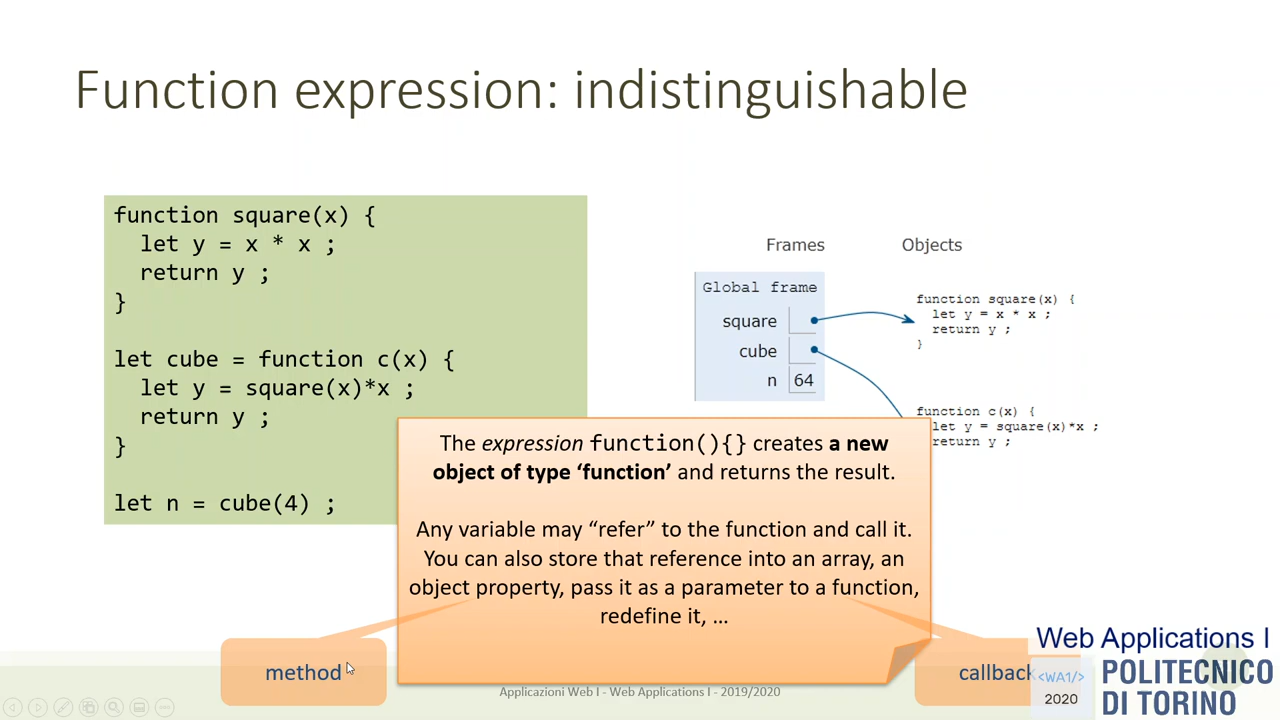 Function expression: indistinguishable
function square(x) {
let y = x * x ;
return y ;
}
let cube = function c(x) {
let y = square(x)*x ;
return y ;
}
let n = cube(4) ;
Frames
Objects
Global frame
square
cube
n 64
function square(x) {
let y = x * x ;
return y ;
}
function c(x) {
let y = square(x)*x ;
return y ;
The expression function(){} creates a new
object of type ‘function’ and returns the result.
Any variable may “refer” to the function and call it.
You can also store that reference into an array, an
object property, pass it as a parameter to a function,
redefine it, …
method
callback
Applicazioni Web I - Web Applications I - 2019/2020
Web Applications I
<WA1/>
2020
POLITECNICO
DI TORINO